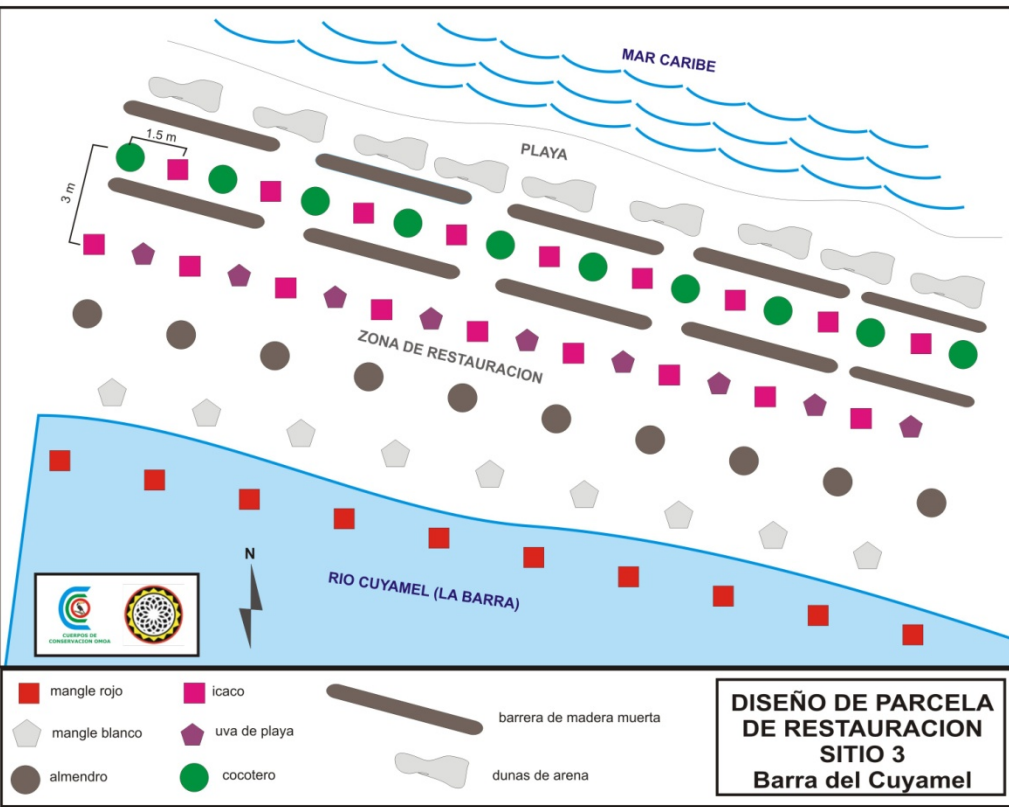 MAR CARIBE
PLAYA
1.5 m
3 m
ZONA DE RESTAURACION
N
RIO CUYAMEL (LA BARRA)
CUERPOS DE
CONSERVACION OMOA
mangle rojo
icaco
barrera de madera muerta
mangle blanco
uva de playa
almendro
cocotero
dunas de arena
DISEÑO DE PARCELA
DE RESTAURACION
SITIO 3
Barra del Cuyamel